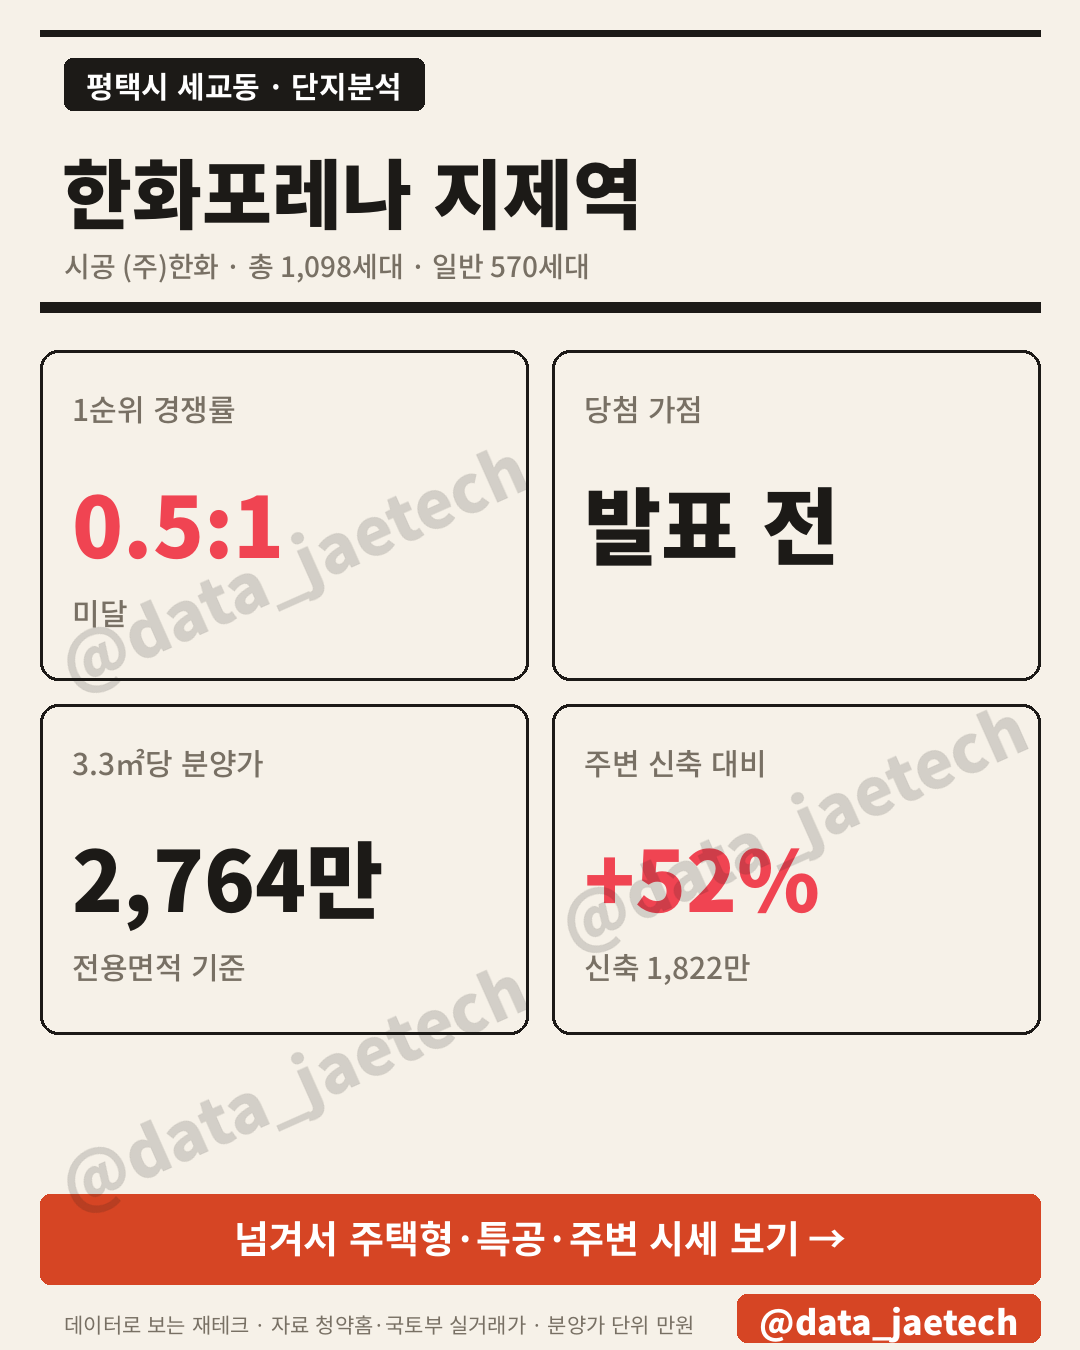 평택시 세교동 · 단지분석
한화포레나 지제역
시공 (주)한화 · 총 1,098세대 · 일반 570세대
1순위 경쟁률
0.5:1
미달
당첨 가점
발표 전
@data_jaetech
3.3㎡당 분양가
2,764만
전용면적 기준
주변 신축 대비
+52%
신축 1,822만
@data_jaetech
@data_jaetech
넘겨서 주택형·특공·주변 시세 보기 →
데이터로 보는 재테크 · 자료 청약홈·국토부 실거래가 · 분양가 단위 만원
@data_jaetech